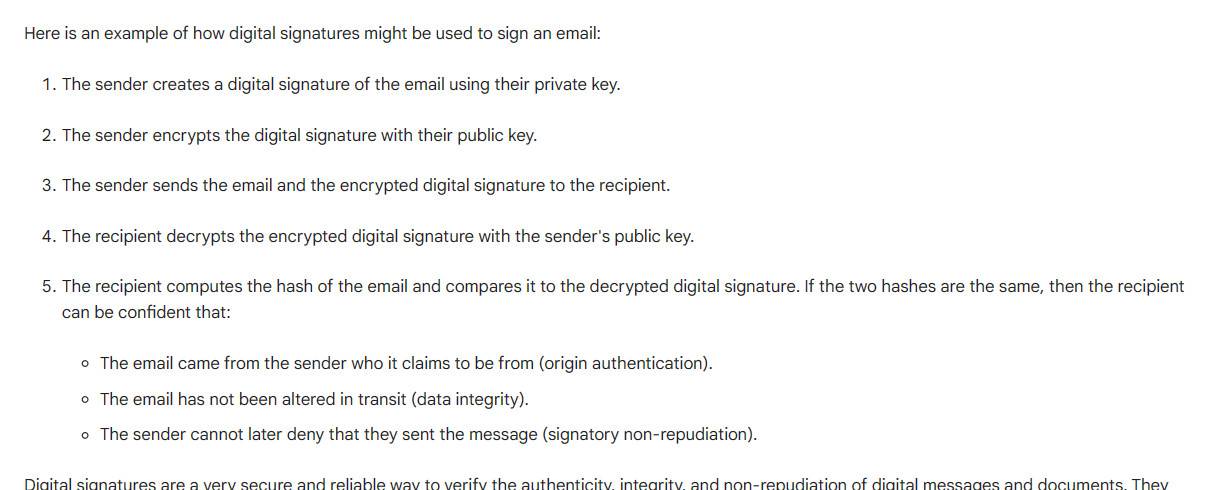 Here is an example of how digital signatures might be used to sign an email:
1. The sender creates a digital signature of the email using their private key.
2. The sender encrypts the digital signature with their public key.
3. The sender sends the email and the encrypted digital signature to the recipient.
4. The recipient decrypts the encrypted digital signature with the sender's public key.
5. The recipient computes the hash of the email and compares it to the decrypted digital signature. If the two hashes are the same, then the recipient
can be confident that:
The email came from the sender who it claims to be from (origin authentication).
The email has not been altered in transit (data integrity).
The sender cannot later deny that they sent the message (signatory non-repudiation).
Digital signatures are a very secure and reliable way to verify the authenticity, integrity, and non-repudiation of digital messages and documents. They